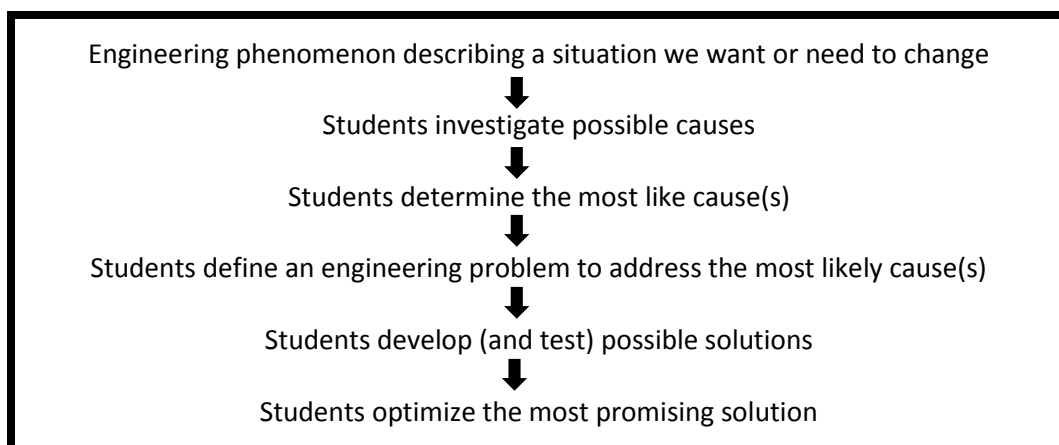 Engineering phenomenon describing a situation we want or need to change
Students investigate possible causes
Students determine the most like cause(s)
Students define an engineering problem to address the most likely cause(s)
Students develop (and test) possible solutions
Students optimize the most promising solution